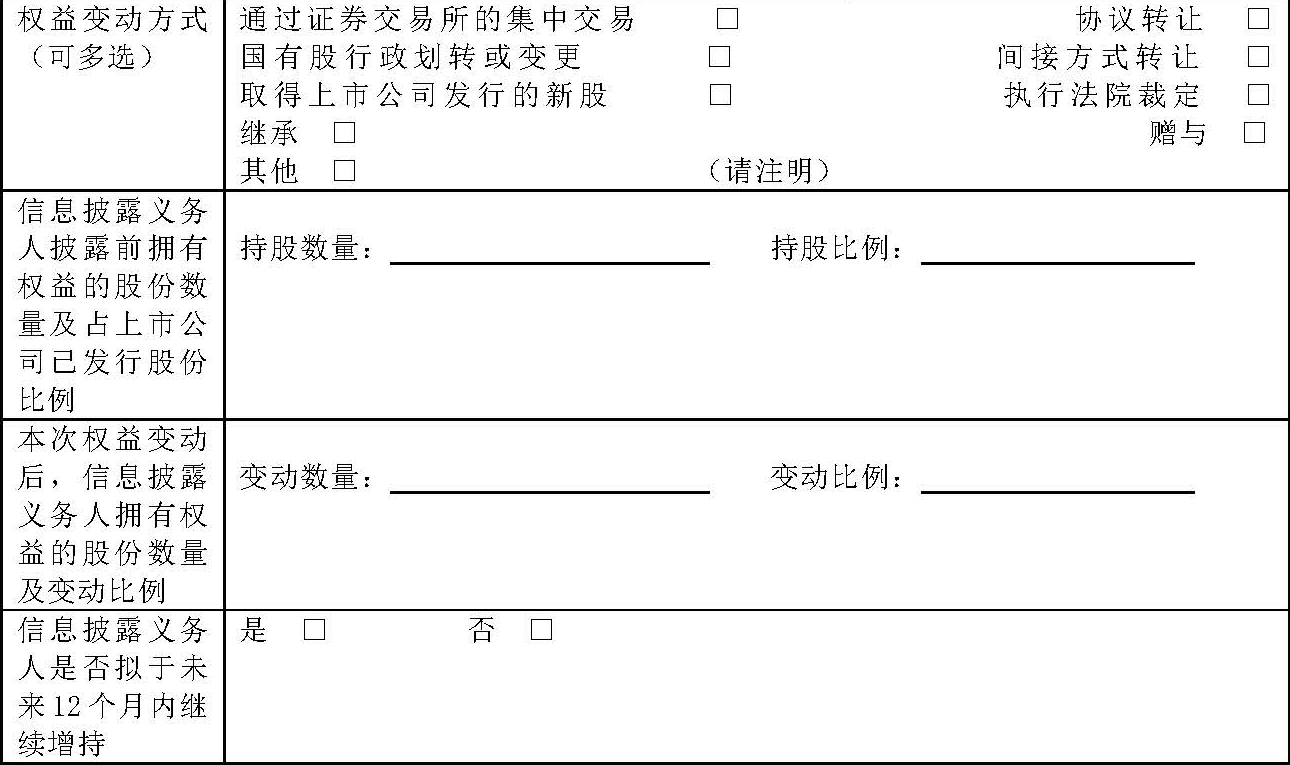 权益变动方式
（可多选）
通过证券交易所的集中交易 □ 协议转让 □
国有股行政划转或变更 □ 间接方式转让 □
取得上市公司发行的新股 □ 执行法院裁定 □
继承 □ 赠与 □
其他 □ （请注明）
信息披露义务
人披露前拥有
权益的股份数
量及占上市公
司已发行股份
比例
持股数量：__________ 持股比例：__________
本次权益变动
后，信息披露
义务人拥有权
益的股份数量
及变动比例
变动数量：__________ 变动比例：__________
信息披露义务
人是否拟于未
来12个月内继
续增持
是 □ 否 □